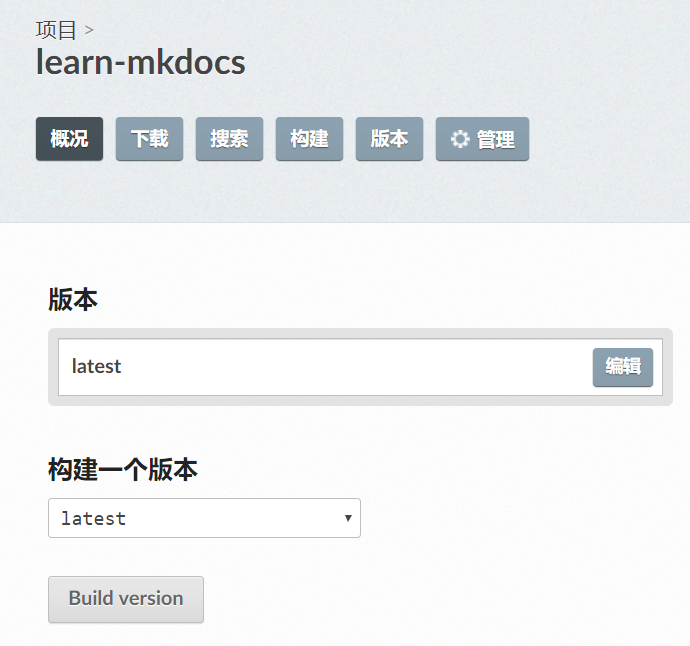 项目 >
learn-mkdocs
概况 下载 搜索 构建 版本 管理
版本
latest 编辑
构建一个版本
latest
Build version